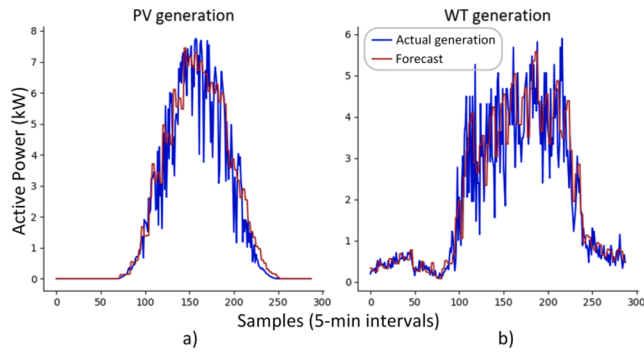 PV generation
WT generation
Active Power (kW)
8
7
6
5
4
3
2
1
0
0 50 100 150 200 250 300
Actual generation
Forecast
6
5
4
3
2
1
0
0 50 100 150 200 250 300
Samples (5-min intervals)
a)
b)